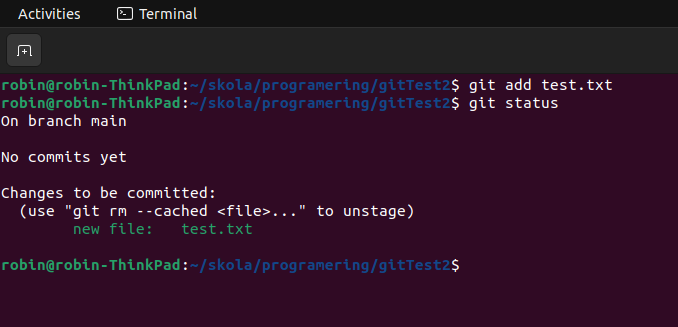 Activities Terminal
robin@robin-ThinkPad:~/skola/programering/gitTest2$ git add test.txt
robin@robin-ThinkPad:~/skola/programering/gitTest2$ git status
On branch main

No commits yet

Changes to be committed:
  (use "git rm --cached <file>..." to unstage)
        new file:   test.txt

robin@robin-ThinkPad:~/skola/programering/gitTest2$